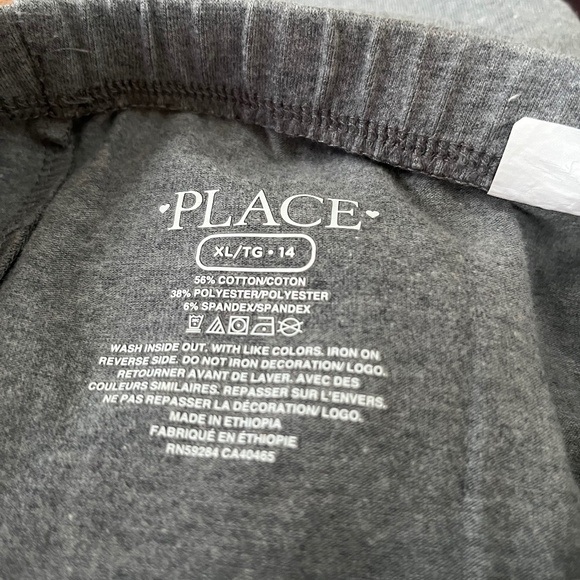 PLACE
XL/TG • 14
56% COTTON/COTON
38% POLYESTER/POLYESTER
6% SPANDEX/SPANDEX
WASH INSIDE OUT. WITH LIKE COLORS. IRON ON
REVERSE SIDE. DO NOT IRON DECORATION/ LOGO.
RETOURNER AVANT DE LAVER. AVEC DES
COULEURS SIMILAIRES. REPASSER SUR L'ENVERS.
NE PAS REPASSER LA DÉCORATION/ LOGO.
MADE IN ETHIOPIA
FABRIQUÉ EN ÉTHIOPIE
RN59284 CA40465